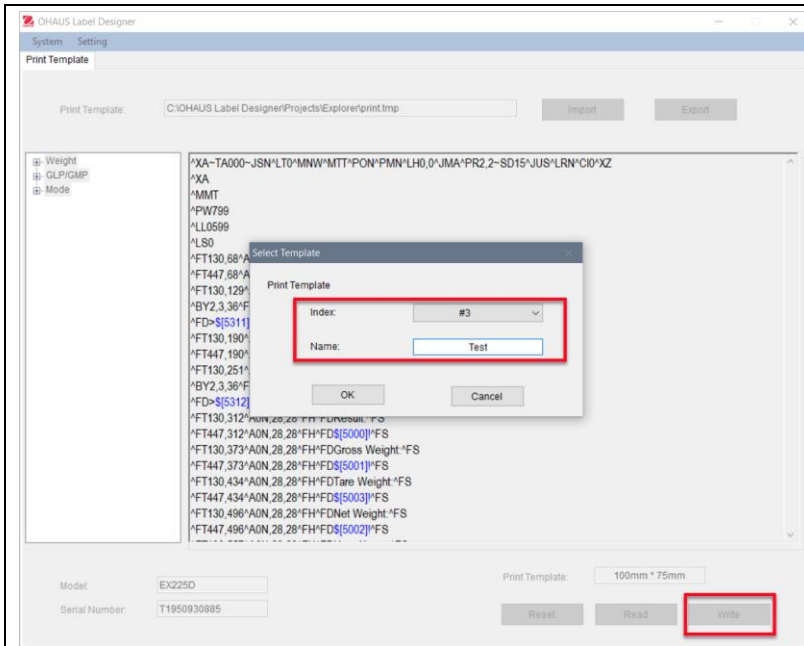 OHAUS Label Designer
System Setting
Print Template
Print Template: C:\OHAUS Label Designer\Projects\Explorer\print.tmp Import Export
Weight
GLP/GMP
Mode
^XA~TA000~JSN^LT0^MNW^MTT^PON^PMN^LH0,0^JMA^PR2,2~SD15^JUS^LRN^CI0^XZ
^XA
^MMT
^PW799
^LL0599
^LS0
^FT130,68^A
^FT447,68^A
^FT130,129^
^BY2,3,36^F
^FD>$[5311]
^FT130,190^
^FT447,190^
^FT130,251^
^BY2,3,36^F
^FD>$[5312]
Select Template
Print Template
Index: #3
Name: Test
OK Cancel
^FT130,312^A0N,28,28^FH^FDResult:^FS
^FT447,312^A0N,28,28^FH^FD$[5000]!^FS
^FT130,373^A0N,28,28^FH^FDGross Weight:^FS
^FT447,373^A0N,28,28^FH^FD$[5001]!^FS
^FT130,434^A0N,28,28^FH^FDTare Weight:^FS
^FT447,434^A0N,28,28^FH^FD$[5003]!^FS
^FT130,496^A0N,28,28^FH^FDNet Weight:^FS
^FT447,496^A0N,28,28^FH^FD$[5002]!^FS
Model: EX225D
Serial Number: T1950930885
Print Template: 100mm * 75mm
Reset Read Write